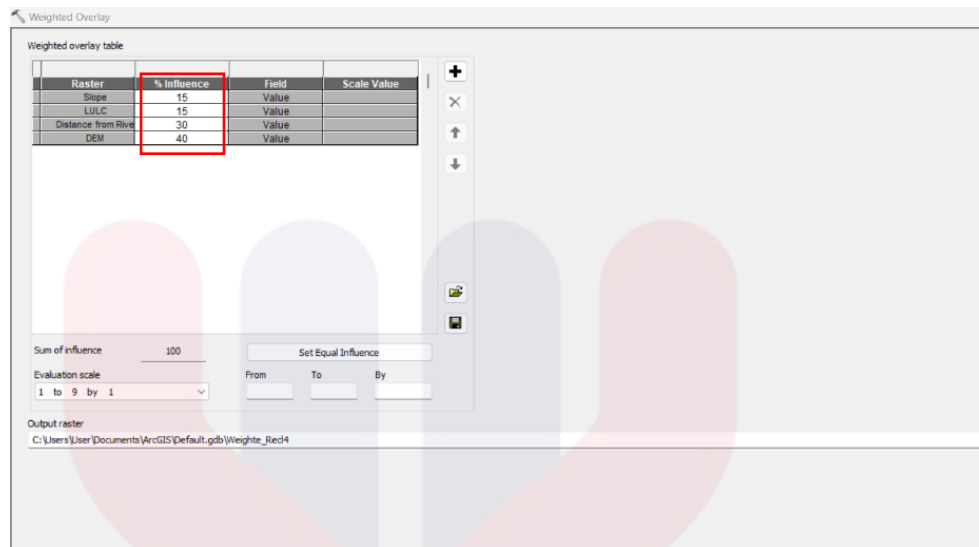 Weighted Overlay
Weighted overlay table
Raster % Influence Field Scale Value
Slope 15 Value
LULC 15 Value
Distance from Rive 30 Value
DEM 40 Value
Sum of influence 100 Set Equal Influence
Evaluation scale From To By
1 to 9 by 1
Output raster
C:\Users\User\Documents\ArcGIS\Default.gdb\Weighte_Recl4